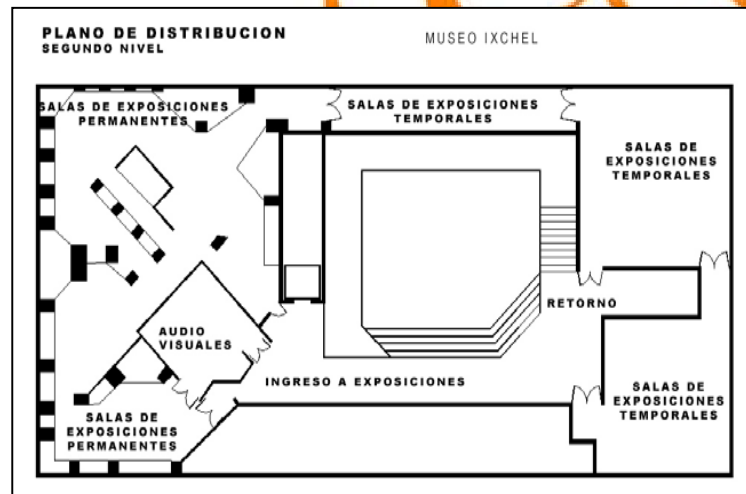 PLANO DE DISTRIBUCION
SEGUNDO NIVEL
MUSEO IXCHEL
SALAS DE EXPOSICIONES
PERMANENTES
SALAS DE EXPOSICIONES
TEMPORALES
SALAS DE
EXPOSICIONES
TEMPORALES
RETORNO
AUDIO
VISUALES
INGRESO A EXPOSICIONES
SALAS DE
EXPOSICIONES
TEMPORALES
SALAS DE
EXPOSICIONES
PERMANENTES